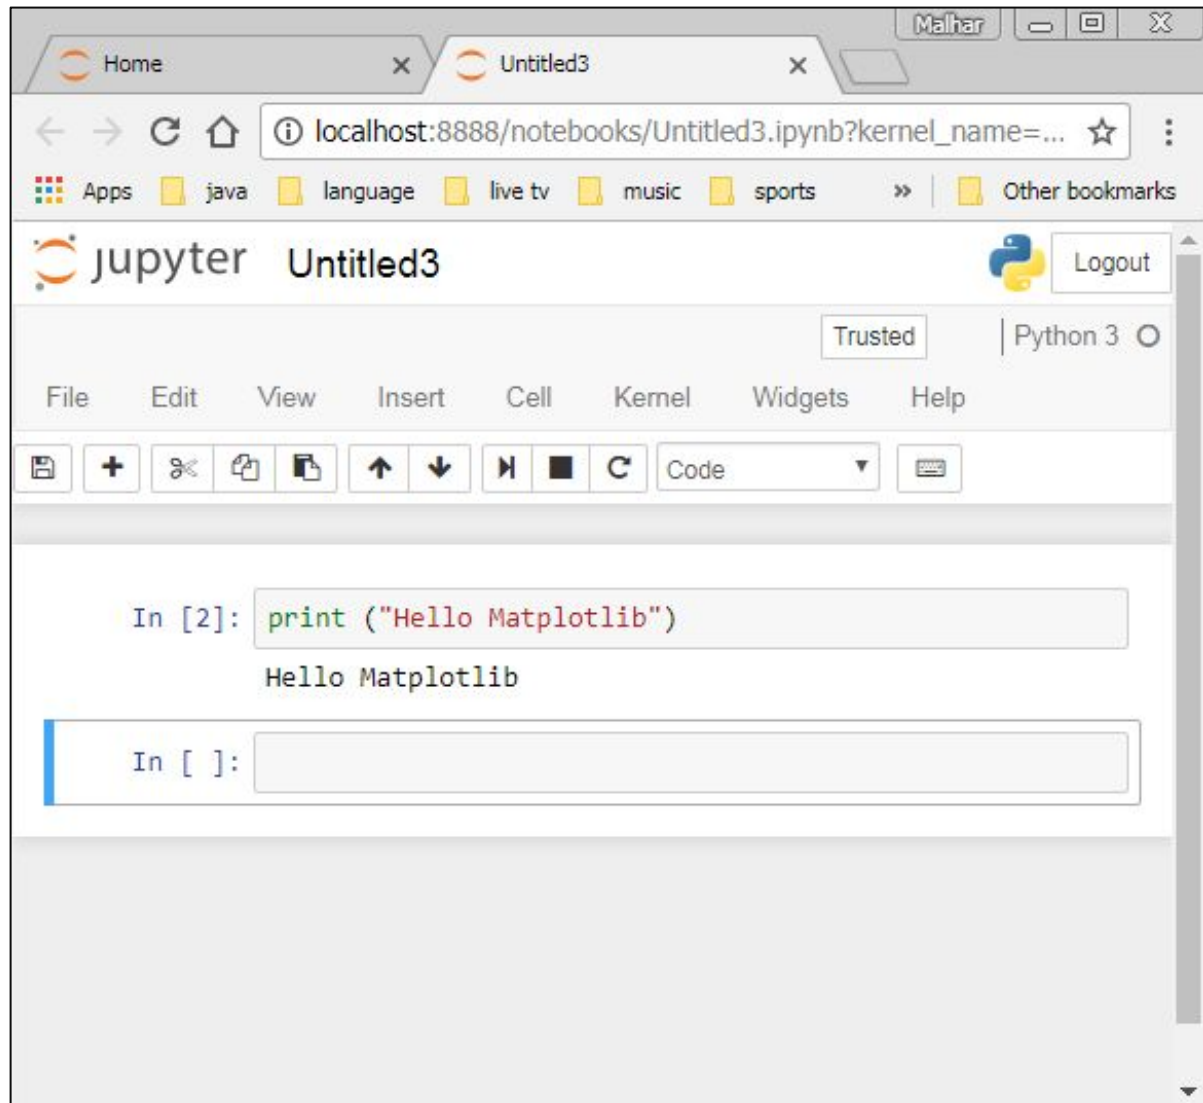 Malhar
Home
Untitled3
localhost:8888/notebooks/Untitled3.ipynb?kernel_name=...
Apps java language live tv music sports » Other bookmarks
jupyter Untitled3 Logout
Trusted Python 3
File Edit View Insert Cell Kernel Widgets Help
Code
In [2]: print ("Hello Matplotlib")
Hello Matplotlib
In [ ]: